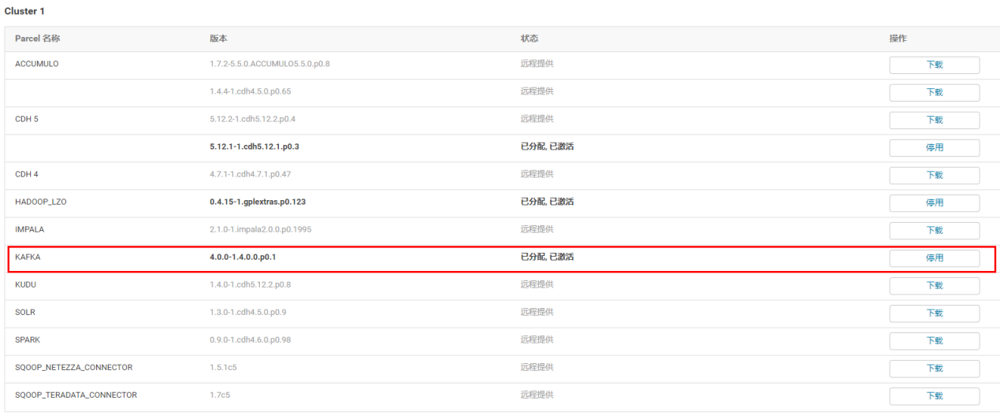 Cluster 1
Parcel 名称 版本 状态 操作
ACCUMULO 1.7.2-5.5.0.ACCUMULO5.5.0.p0.8 远程提供 下载
1.4.4-1.cdh4.5.0.p0.65 远程提供 下载
CDH 5 5.12.2-1.cdh5.12.2.p0.4 远程提供 下载
5.12.1-1.cdh5.12.1.p0.3 已分配, 已激活 停用
CDH 4 4.7.1-1.cdh4.7.1.p0.47 远程提供 下载
HADOOP_LZO 0.4.15-1.gplextras.p0.123 已分配, 已激活 停用
IMPALA 2.1.0-1.impala2.0.0.p0.1995 远程提供 下载
KAFKA 4.0.0-1.4.0.0.p0.1 已分配, 已激活 停用
KUDU 1.4.0-1.cdh5.12.2.p0.8 远程提供 下载
SOLR 1.3.0-1.cdh4.5.0.p0.9 远程提供 下载
SPARK 0.9.0-1.cdh4.6.0.p0.98 远程提供 下载
SQOOP_NETEZZA_CONNECTOR 1.5.1c5 远程提供 下载
SQOOP_TERADATA_CONNECTOR 1.7c5 远程提供 下载